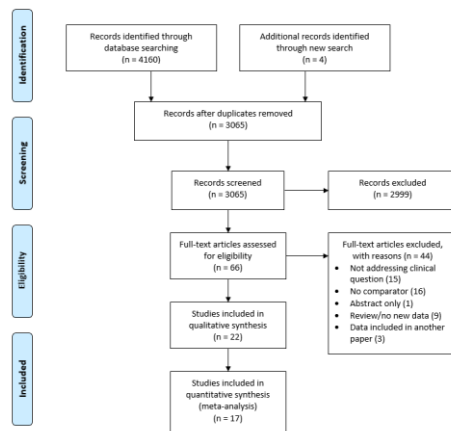 Identification
Records identified through
database searching
(n = 4160)
Additional records identified
through new search
(n = 4)
Records after duplicates removed
(n = 3065)
Screening
Records screened
(n = 3065)
Records excluded
(n = 2999)
Eligibility
Full-text articles assessed
for eligibility
(n = 66)
Full-text articles excluded,
with reasons (n = 44)
• Not addressing clinical
question (15)
• No comparator (16)
• Abstract only (1)
• Review/no new data (9)
• Data included in another
paper (3)
Studies included in
qualitative synthesis
(n = 22)
Included
Studies included in
quantitative synthesis
(meta-analysis)
(n = 17)